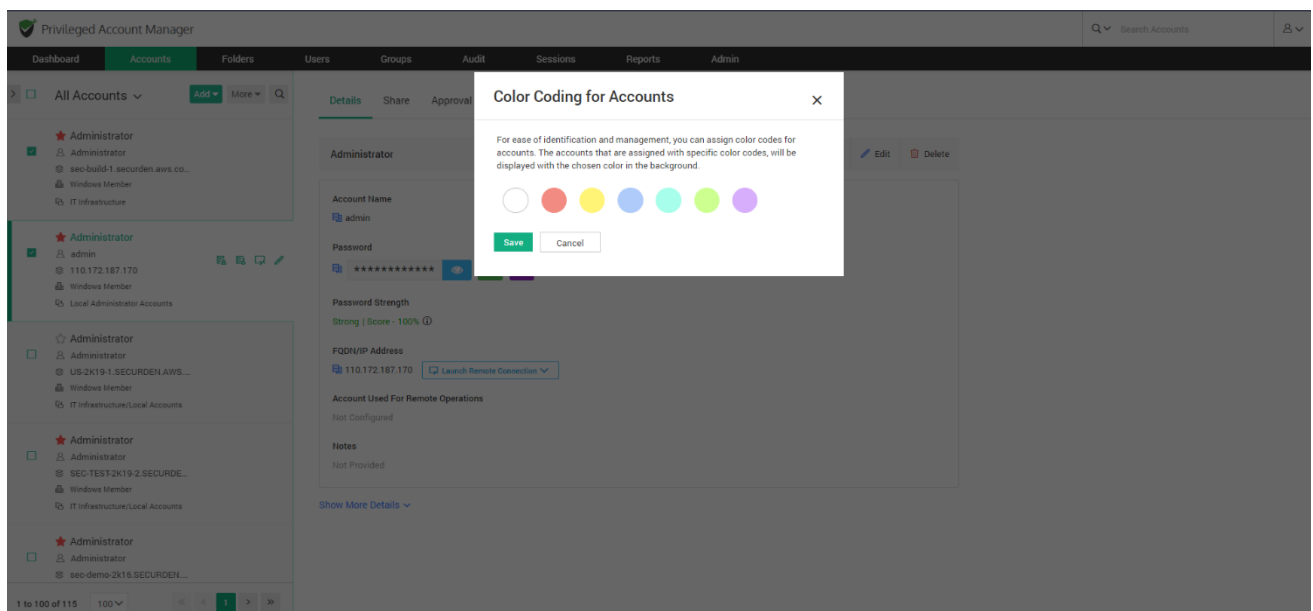 Privileged Account Manager
Search Accounts
Dashboard Accounts Folders Users Groups Audit Sessions Reports Admin
All Accounts
Add More
Administrator
Administrator
sec-build-1.securden.aws.co...
Windows Member
IT Infrastructure
Administrator
admin
110.172.187.170
Windows Member
Local Administrator Accounts
Administrator
Administrator
US-2K19-1.SECURDEN.AWS....
Windows Member
IT Infrastructure/Local Accounts
Administrator
Administrator
SEC-TEST-2K19-2.SECURDE...
Windows Member
IT Infrastructure/Local Accounts
Administrator
Administrator
sec-demo-2k16.SECURDEN....
1 to 100 of 115 100 1
Details Share Approval
Administrator
Edit Delete
Account Name
admin
Password
************
Password Strength
Strong | Score - 100%
FQDN/IP Address
110.172.187.170 Launch Remote Connection
Account Used For Remote Operations
Not Configured
Notes
Not Provided
Show More Details
Color Coding for Accounts
For ease of identification and management, you can assign color codes for
accounts. The accounts that are assigned with specific color codes, will be
displayed with the chosen color in the background.
Save Cancel